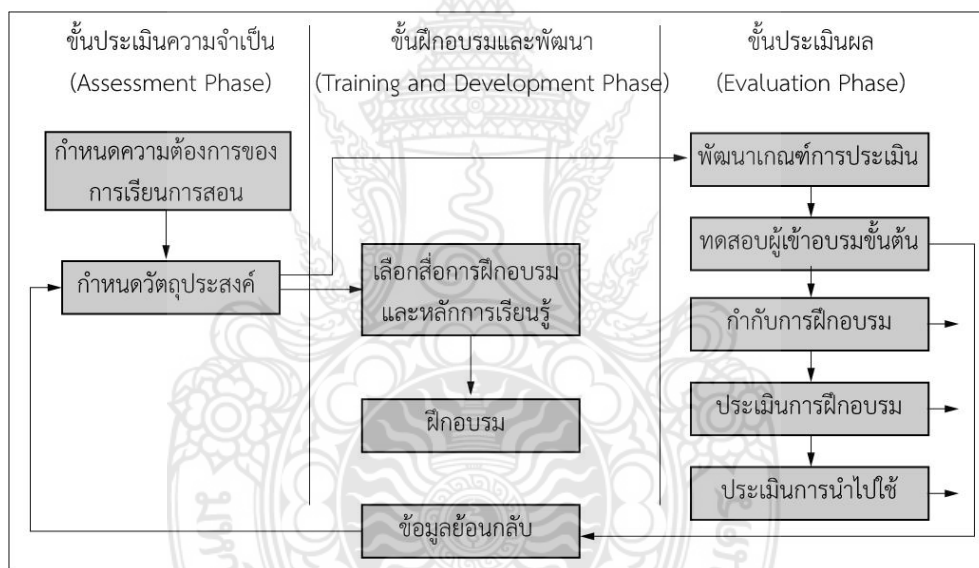 ขั้นประเมินความจำเป็น
(Assessment Phase)
ขั้นฝึกอบรมและพัฒนา
(Training and Development Phase)
ขั้นประเมินผล
(Evaluation Phase)
กำหนดความต้องการของ
การเรียนการสอน
กำหนดวัตถุประสงค์
เลือกสื่อการฝึกอบรม
และหลักการเรียนรู้
ฝึกอบรม
ข้อมูลย้อนกลับ
พัฒนาเกณฑ์การประเมิน
ทดสอบผู้เข้าอบรมขั้นต้น
กำกับการฝึกอบรม
ประเมินการฝึกอบรม
ประเมินการนำไปใช้